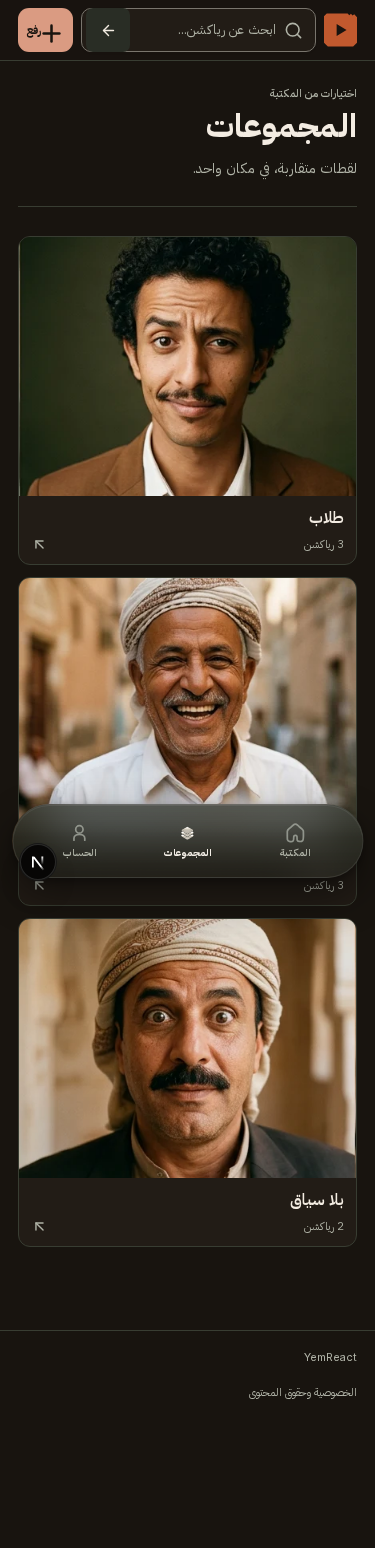 ابحث عن رياكشن...
رفع
اختيارات من المكتبة
المجموعات
لقطات متقاربة، في مكان واحد.
طلاب
3 رياكشن
المكتبة
المجموعات
الحساب
N
3 رياكشن
بلا سياق
2 رياكشن
YemReact
الخصوصية وحقوق المحتوى